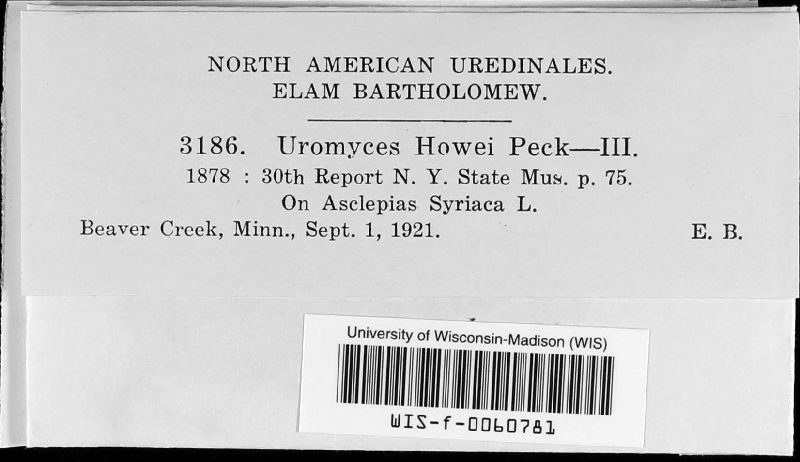 NORTH AMERICAN UREDINALES.
ELAM BARTHOLOMEW.
3186. Uromyces Howei Peck—III.
1878 : 30th Report N. Y. State Mus. p. 75.
On Asclepias Syriaca L.
Beaver Creek, Minn., Sept. 1, 1921. E. B.
University of Wisconsin-Madison (WIS)
WIS-f-0060781